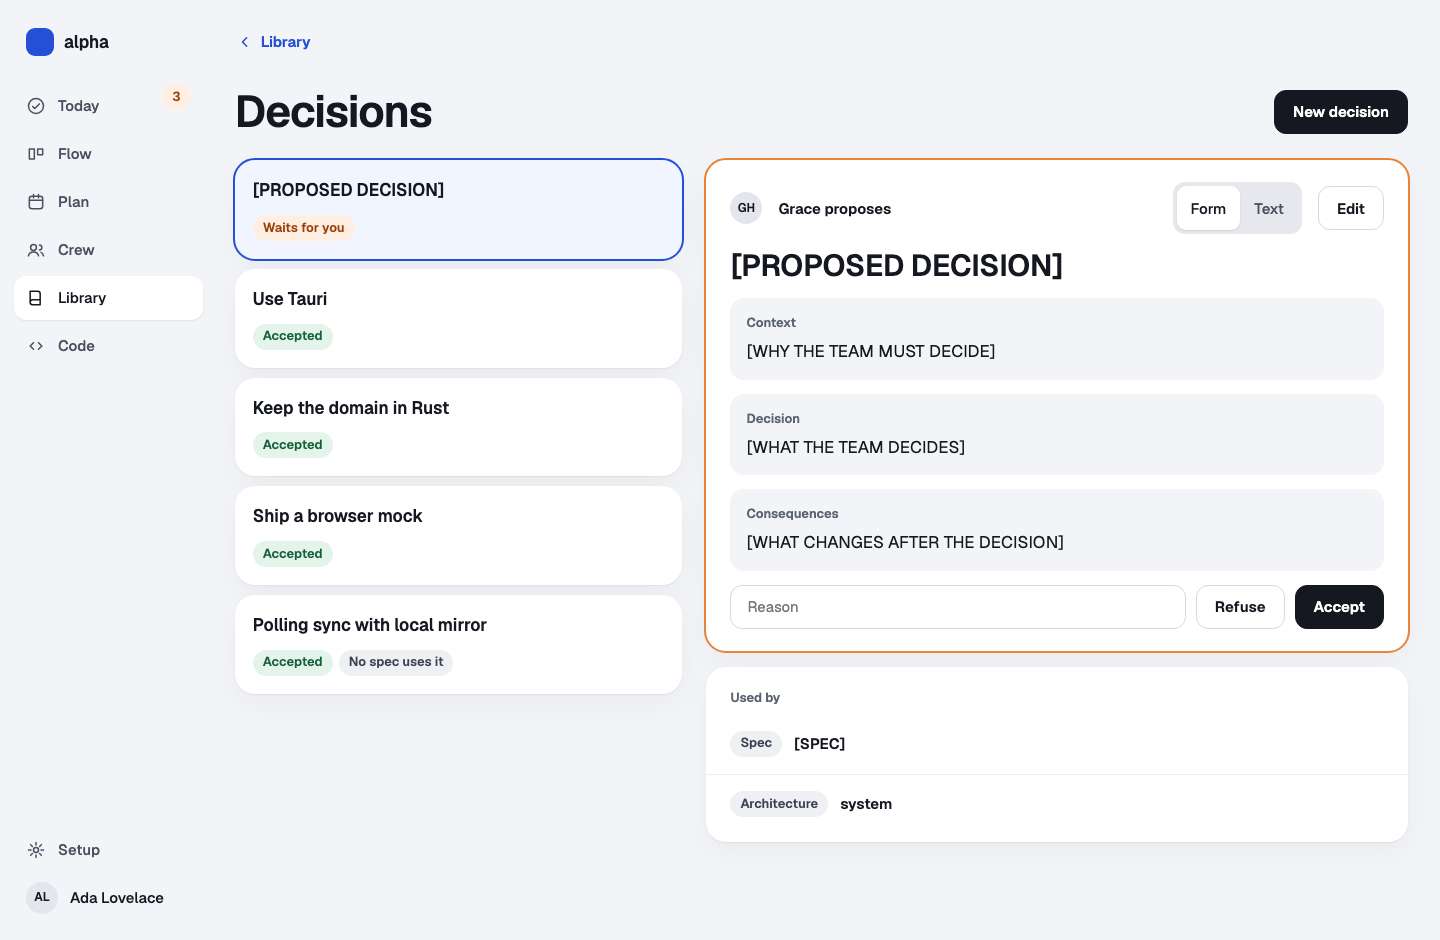 alpha
Today
3
Flow
Plan
Crew
Library
Code
Setup
AL
Ada Lovelace
Library
Decisions
New decision
[PROPOSED DECISION]
Waits for you
Use Tauri
Accepted
Keep the domain in Rust
Accepted
Ship a browser mock
Accepted
Polling sync with local mirror
Accepted
No spec uses it
GH
Grace proposes
Form
Text
Edit
[PROPOSED DECISION]
Context
[WHY THE TEAM MUST DECIDE]
Decision
[WHAT THE TEAM DECIDES]
Consequences
[WHAT CHANGES AFTER THE DECISION]
Reason
Refuse
Accept
Used by
Spec
[SPEC]
Architecture
system